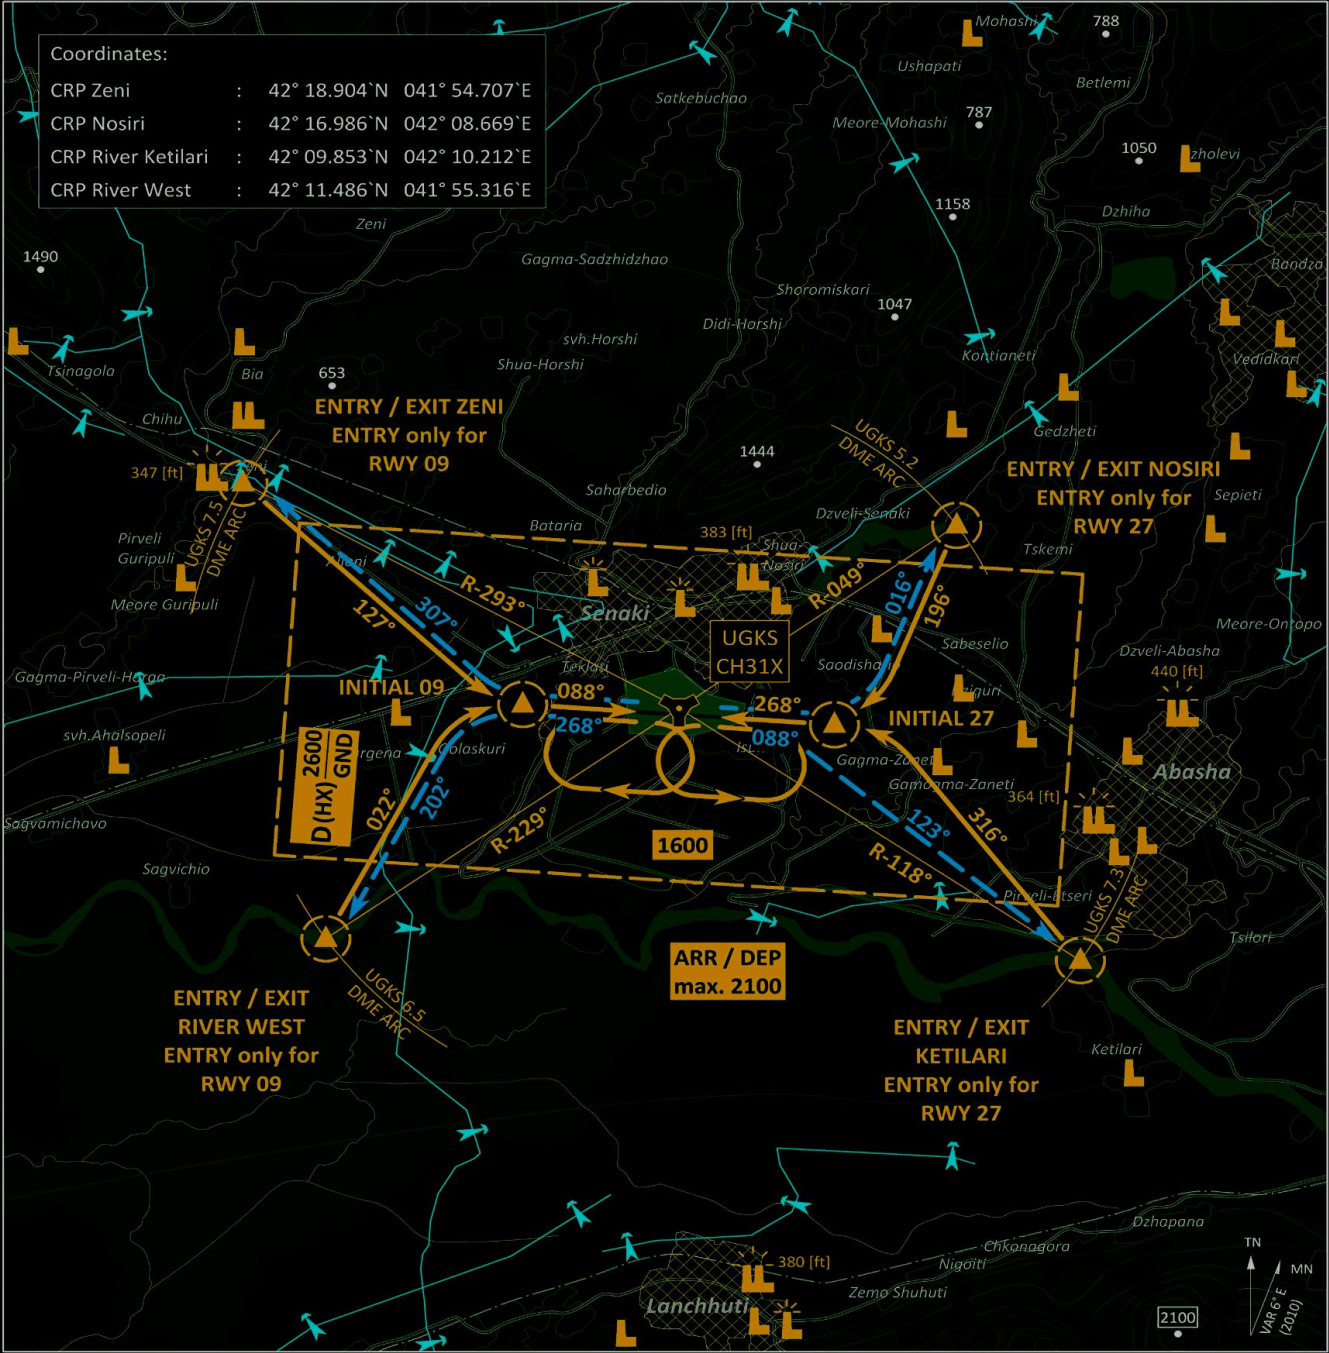 Coordinates:
CRP Zeni : 42° 18.904`N 041° 54.707`E
CRP Nosiri : 42° 16.986`N 042° 08.669`E
CRP River Ketilari : 42° 09.853`N 042° 10.212`E
CRP River West : 42° 11.486`N 041° 55.316`E
Mohashi
788
Ushapati
Betlemi
Satkebuchao
787
Meore-Mohashi
1050
zholevi
1158
Dzhiha
Zeni
1490
Gagma-Sadzhidzhao
Bandza
Shoromiskari
1047
Didi-Horshi
svh.Horshi
Kontianeti
Tsinagola
Bia
653
Shua-Horshi
Vedidkari
ENTRY / EXIT ZENI
ENTRY only for
RWY 09
Chihu
UGKS 5.2
DME ARC
Gedzheti
1444
347 [ft]
ENTRY / EXIT NOSIRI
ENTRY only for
RWY 27
Saharbedio
Sepieti
UGKS 7.5
DME ARC
Bataria
Dzveli-Senaki
383 [ft]
Shua-
Nosiri
Pirveli
Guripuli
Tskemi
R-293°
R-049°
016°
196°
Meore Guripuli
127°
307°
Senaki
UGKS
CH31X
Sabeselio
Meore-Ontopo
Dzveli-Abasha
Teklati
440 [ft]
Gagma-Pirveli-Harga
INITIAL 09
088°
268°
268°
088°
INITIAL 27
svh.Ahalsopeli
Golaskuri
Gagma-Zaneti
Gamogma-Zaneti
Abasha
D (HX) 2600
GND
364 [ft]
022°
202°
R-229°
1600
123°
316°
R-118°
Sagvamichavo
Sagvichio
UGKS 7.3
DME ARC
Tsilori
UGKS 6.5
DME ARC
ARR / DEP
max. 2100
ENTRY / EXIT
RIVER WEST
ENTRY only for
RWY 09
ENTRY / EXIT
KETILARI
ENTRY only for
RWY 27
Ketilari
Dzhapana
Chkonagora
Nigoiti
380 [ft]
Zemo Shuhuti
Lanchhuti
2100
TN
MN
VAR 6° E
(2010)